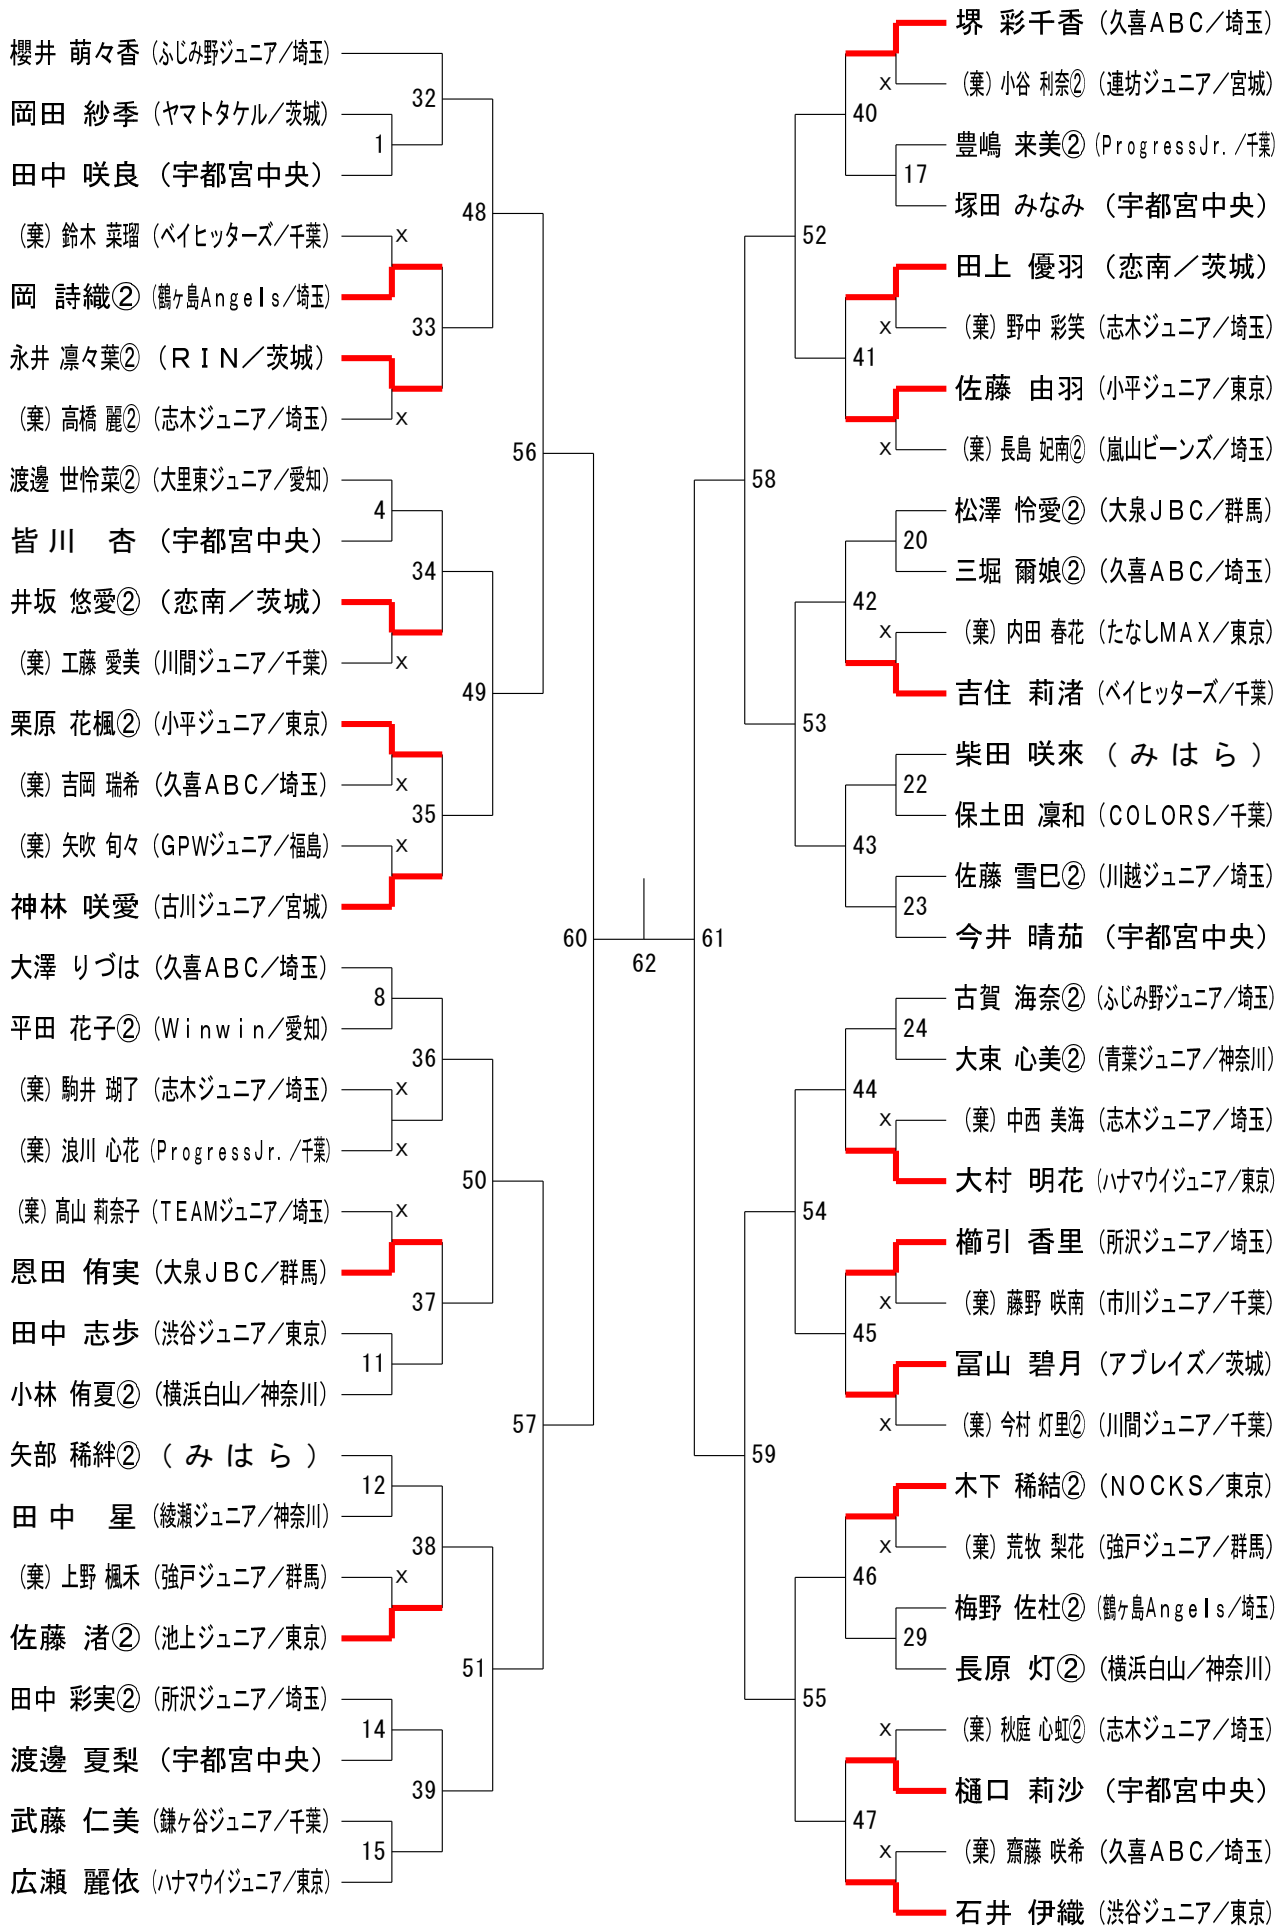 櫻井 萌々香 (ふじみ野ジュニア／埼玉)
32
岡田 紗季 (ヤマトタケル／茨城)
1
田中 咲良 (宇都宮中央)
48
(棄) 鈴木 菜瑠 (ベイヒッターズ／千葉) x
岡 詩織② (鶴ヶ島Angels／埼玉)
33
永井 凛々葉② (ＲＩＮ／茨城)
(棄) 高橋 麗② (志木ジュニア／埼玉) x
56
渡邊 世怜菜② (大里東ジュニア／愛知)
4
皆川 杏 (宇都宮中央)
34
井坂 悠愛② (恋南／茨城)
(棄) 工藤 愛美 (川間ジュニア／千葉) x
49
栗原 花楓② (小平ジュニア／東京)
(棄) 吉岡 瑞希 (久喜ＡＢＣ／埼玉) x
35
(棄) 矢吹 旬々 (GPWジュニア／福島) x
神林 咲愛 (古川ジュニア／宮城)
60
大澤 りづは (久喜ＡＢＣ／埼玉)
8
平田 花子② (Ｗｉｎｗｉｎ／愛知)
36
(棄) 駒井 瑚了 (志木ジュニア／埼玉) x
(棄) 浪川 心花 (ProgressJr.／千葉) x
50
(棄) 髙山 莉奈子 (TEAMジュニア／埼玉) x
恩田 侑実 (大泉ＪＢＣ／群馬)
37
田中 志歩 (渋谷ジュニア／東京)
11
小林 侑夏② (横浜白山／神奈川)
57
矢部 稀絆② (みはら)
12
田中 星 (綾瀬ジュニア／神奈川)
38
(棄) 上野 楓禾 (強戸ジュニア／群馬) x
佐藤 渚② (池上ジュニア／東京)
51
田中 彩実② (所沢ジュニア／埼玉)
14
渡邊 夏梨 (宇都宮中央)
39
武藤 仁美 (鎌ヶ谷ジュニア／千葉)
15
広瀬 麗依 (ハナマウイジュニア／東京)
62
堺 彩千香 (久喜ＡＢＣ／埼玉)
x (棄) 小谷 利奈② (連坊ジュニア／宮城)
40
豊嶋 来美② (ProgressJr.／千葉)
17
塚田 みなみ (宇都宮中央)
52
田上 優羽 (恋南／茨城)
x (棄) 野中 彩笑 (志木ジュニア／埼玉)
41
佐藤 由羽 (小平ジュニア／東京)
x (棄) 長島 妃南② (嵐山ビーンズ／埼玉)
58
松澤 怜愛② (大泉ＪＢＣ／群馬)
20
三堀 爾娘② (久喜ＡＢＣ／埼玉)
42
x (棄) 内田 春花 (たなしＭＡＸ／東京)
吉住 莉渚 (ベイヒッターズ／千葉)
53
柴田 咲來 (みはら)
22
保土田 凜和 (COLORS／千葉)
43
佐藤 雪巳② (川越ジュニア／埼玉)
23
今井 晴茄 (宇都宮中央)
61
古賀 海奈② (ふじみ野ジュニア／埼玉)
24
大束 心美② (青葉ジュニア／神奈川)
44
x (棄) 中西 美海 (志木ジュニア／埼玉)
大村 明花 (ハナマウイジュニア／東京)
54
櫛引 香里 (所沢ジュニア／埼玉)
x (棄) 藤野 咲南 (市川ジュニア／千葉)
45
冨山 碧月 (アブレイズ／茨城)
x (棄) 今村 灯里② (川間ジュニア／千葉)
59
木下 稀結② (NOCKS／東京)
x (棄) 荒牧 梨花 (強戸ジュニア／群馬)
46
梅野 佐杜② (鶴ヶ島Angels／埼玉)
29
長原 灯② (横浜白山／神奈川)
55
x (棄) 秋庭 心虹② (志木ジュニア／埼玉)
樋口 莉沙 (宇都宮中央)
47
x (棄) 齋藤 咲希 (久喜ＡＢＣ／埼玉)
石井 伊織 (渋谷ジュニア／東京)